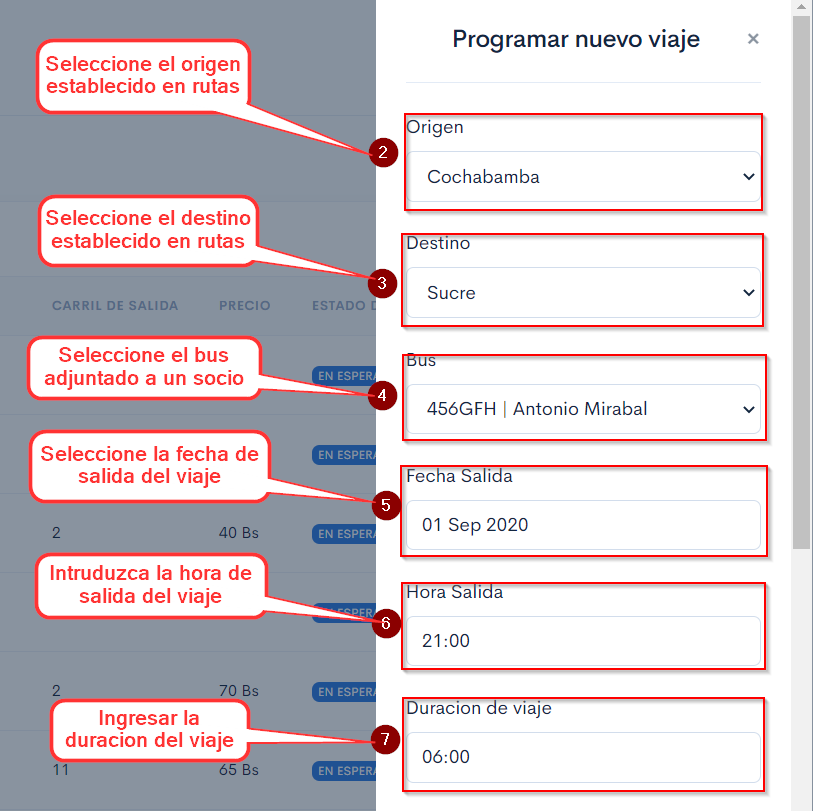 Programar nuevo viaje
×
Seleccione el origen
establecido en rutas
2
Origen
Cochabamba
Seleccione el destino
establecido en rutas
3
Destino
Sucre
CARRIL DE SALIDA PRECIO ESTADO D
EN ESPERA
Seleccione el bus
adjuntado a un socio
4
Bus
456GFH | Antonio Mirabal
Seleccione la fecha de
salida del viaje
EN ESPERA
5
Fecha Salida
01 Sep 2020
2 40 Bs EN ESPERA
Intruduzca la hora de
salida del viaje
EN ESPERA
6
Hora Salida
21:00
2 70 Bs EN ESPERA
Ingresar la
duracion del viaje
7
Duracion de viaje
06:00
11 65 Bs EN ESPERA